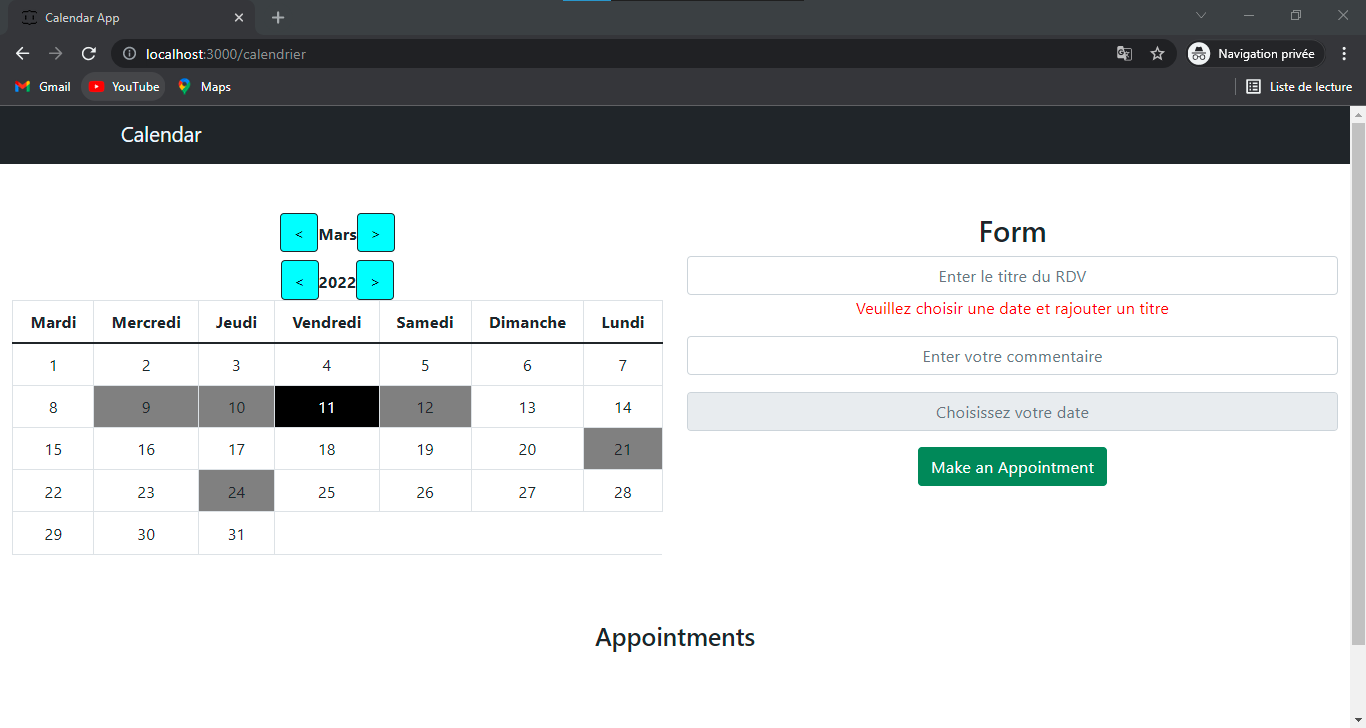 Calendar App
localhost:3000/calendrier
Navigation privée
Gmail YouTube Maps Liste de lecture
Calendar
< Mars >
< 2022 >
Mardi Mercredi Jeudi Vendredi Samedi Dimanche Lundi
1 2 3 4 5 6 7
8 9 10 11 12 13 14
15 16 17 18 19 20 21
22 23 24 25 26 27 28
29 30 31
Form
Enter le titre du RDV
Veuillez choisir une date et rajouter un titre
Enter votre commentaire
Choisissez votre date
Make an Appointment
Appointments